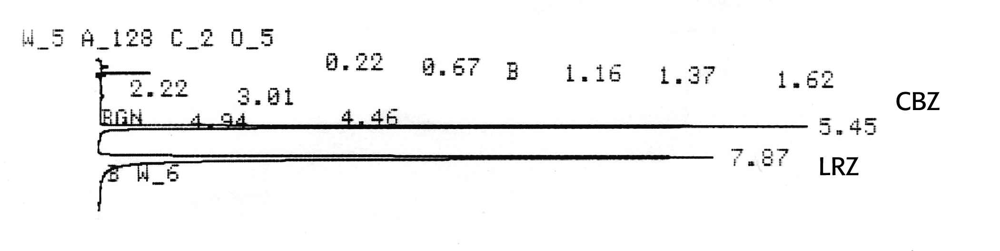 W_5 A_128 C_2 O_5
0.22 0.67 B 1.16 1.37 1.62
2.22 3.01
CBZ
BGN 4.94 4.46
5.45
7.87
LRZ
B W_6